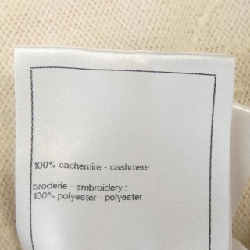 100% cachemire - cashmere
broderie - embroidery :
100% polyester - polyester